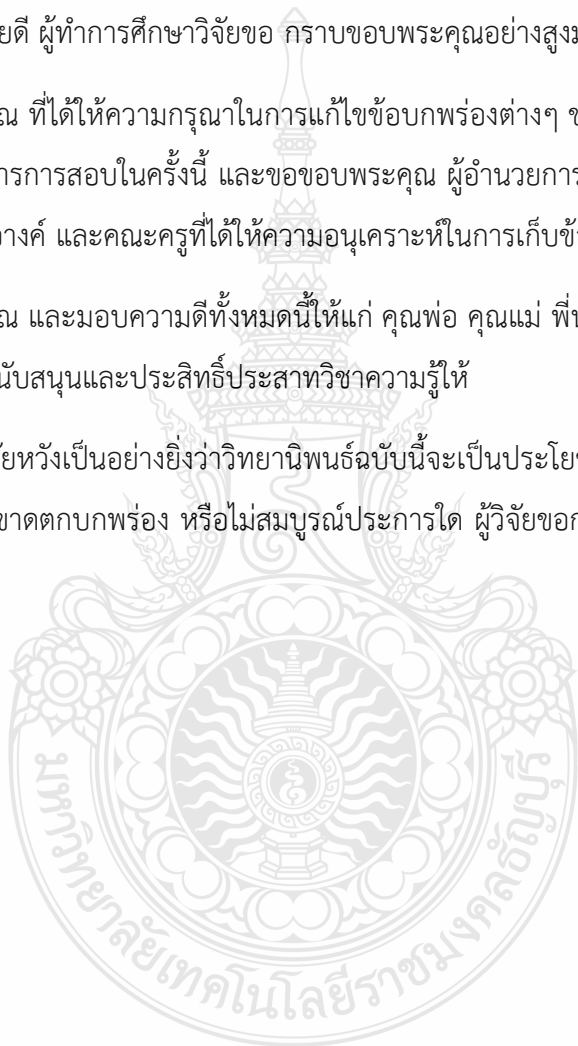 ยดี ผู้ทำการศึกษาวิจัยขอ กราบขอบพระคุณอย่างสูงม
ณ ที่ได้ให้ความกรุณาในการแก้ไขข้อบกพร่องต่างๆ ข
ารการสอบในครั้งนี้ และขอขอบพระคุณ ผู้อำนวยการ
างค์ และคณะครูที่ได้ให้ความอนุเคราะห์ในการเก็บข้
ณ และมอบความดีทั้งหมดนี้ให้แก่ คุณพ่อ คุณแม่ พี่น
นับสนุนและประสิทธิ์ประสาทวิชาความรู้ให้
ัยหวังเป็นอย่างยิ่งว่าวิทยานิพนธ์ฉบับนี้จะเป็นประโยช
ขาดตกบกพร่อง หรือไม่สมบูรณ์ประการใด ผู้วิจัยขอก
มหาวิทยาลัยเทคโนโลยีราชมงคลธัญบุรี